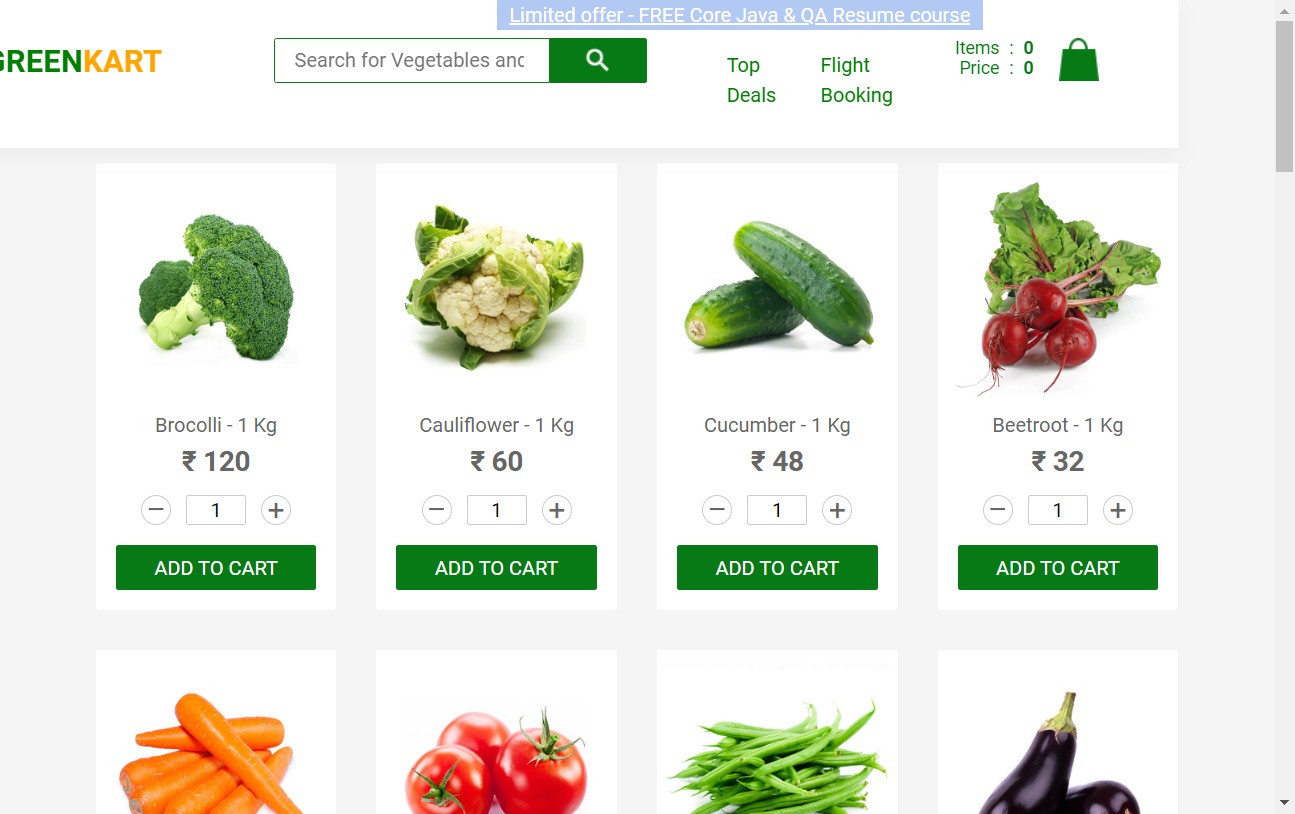 Limited offer - FREE Core Java & QA Resume course
GREENKART
Search for Vegetables and
Top Deals
Flight Booking
Items : 0
Price : 0
Brocolli - 1 Kg
₹ 120
− 1 +
ADD TO CART
Cauliflower - 1 Kg
₹ 60
− 1 +
ADD TO CART
Cucumber - 1 Kg
₹ 48
− 1 +
ADD TO CART
Beetroot - 1 Kg
₹ 32
− 1 +
ADD TO CART